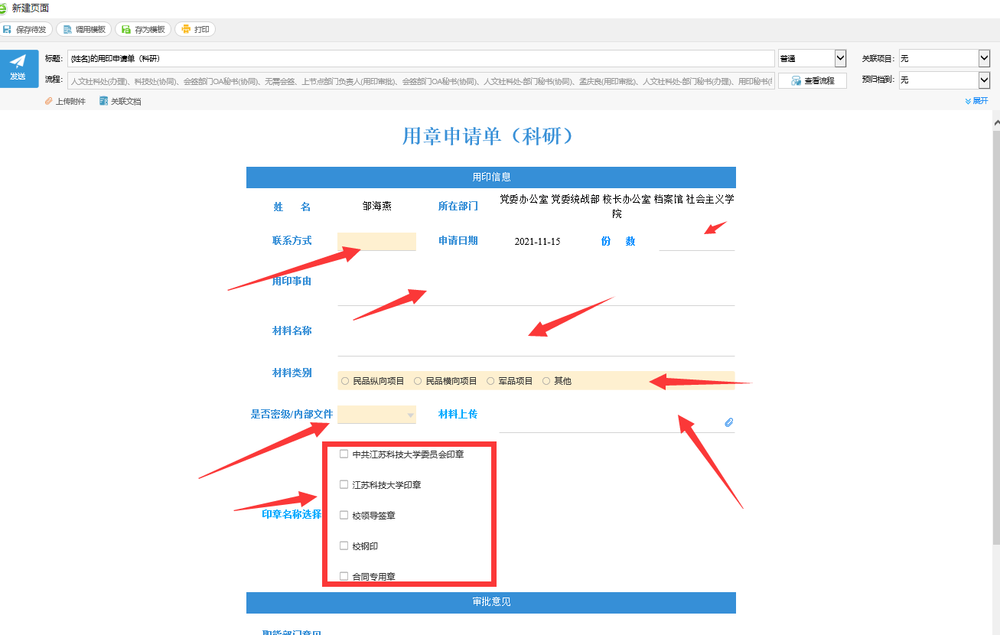 新建页面
保存待发 调用模板 存为模板 打印
标题: {姓名}的用印申请单（科研） 普通 关联项目: 无
发送
流程: 人文社科处(办理)、科技处(协同)、会签部门OA秘书(协同)、无需会签、上节点部门负责人(用印审批)、会签部门OA秘书(协同)、人文社科处-部门秘书(协同)、孟庆良(用印审批)、人文社科处-部门秘书(办理)、用印秘书( 查看流程 预归档到: 无
上传附件 关联文档 展开
用章申请单（科研）
用印信息
姓 名 邹海燕 所在部门 党委办公室 党委统战部 校长办公室 档案馆 社会主义学
院
联系方式 申请日期 2021-11-15 份 数
用印事由
材料名称
材料类别 民品纵向项目 民品横向项目 军品项目 其他
是否密级/内部文件 材料上传
中共江苏科技大学委员会印章
江苏科技大学印章
印章名称选择 校领导签章
校钢印
合同专用章
审批意见
职能部门意见